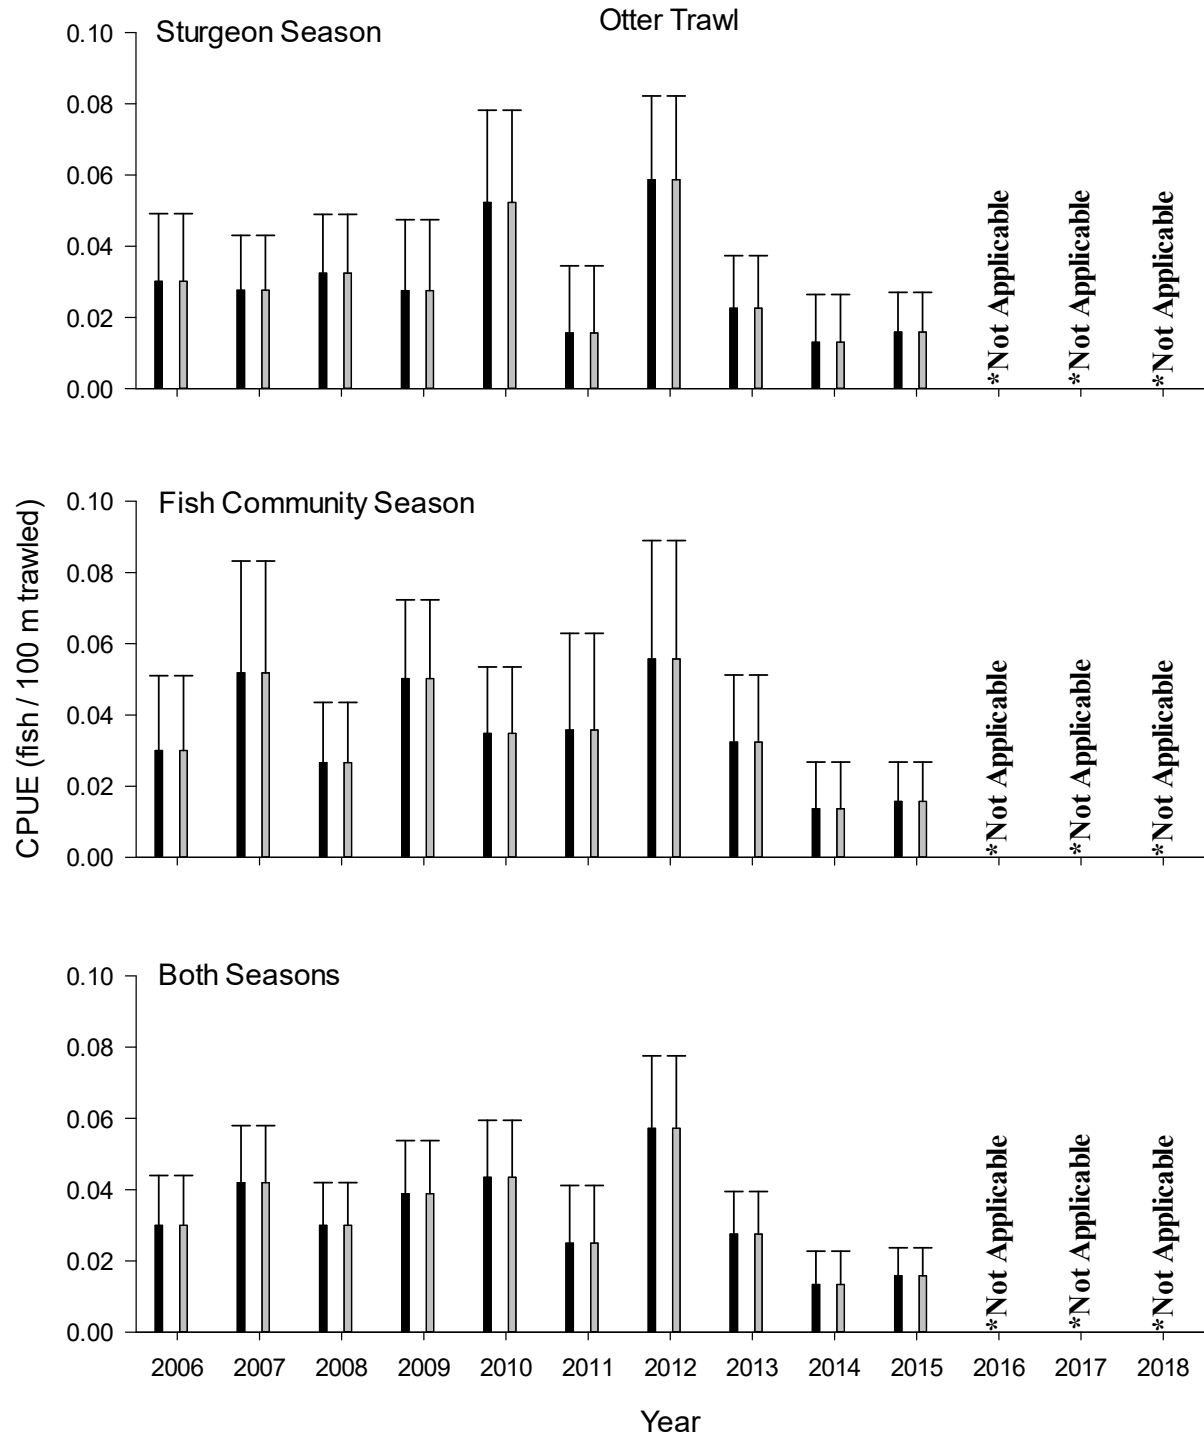 Otter Trawl
Sturgeon Season
0.10
0.08
0.06
0.04
0.02
0.00
*Not Applicable
*Not Applicable
*Not Applicable
CPUE (fish / 100 m trawled)
Fish Community Season
0.10
0.08
0.06
0.04
0.02
0.00
*Not Applicable
*Not Applicable
*Not Applicable
Both Seasons
0.10
0.08
0.06
0.04
0.02
0.00
*Not Applicable
*Not Applicable
*Not Applicable
2006 2007 2008 2009 2010 2011 2012 2013 2014 2015 2016 2017 2018
Year